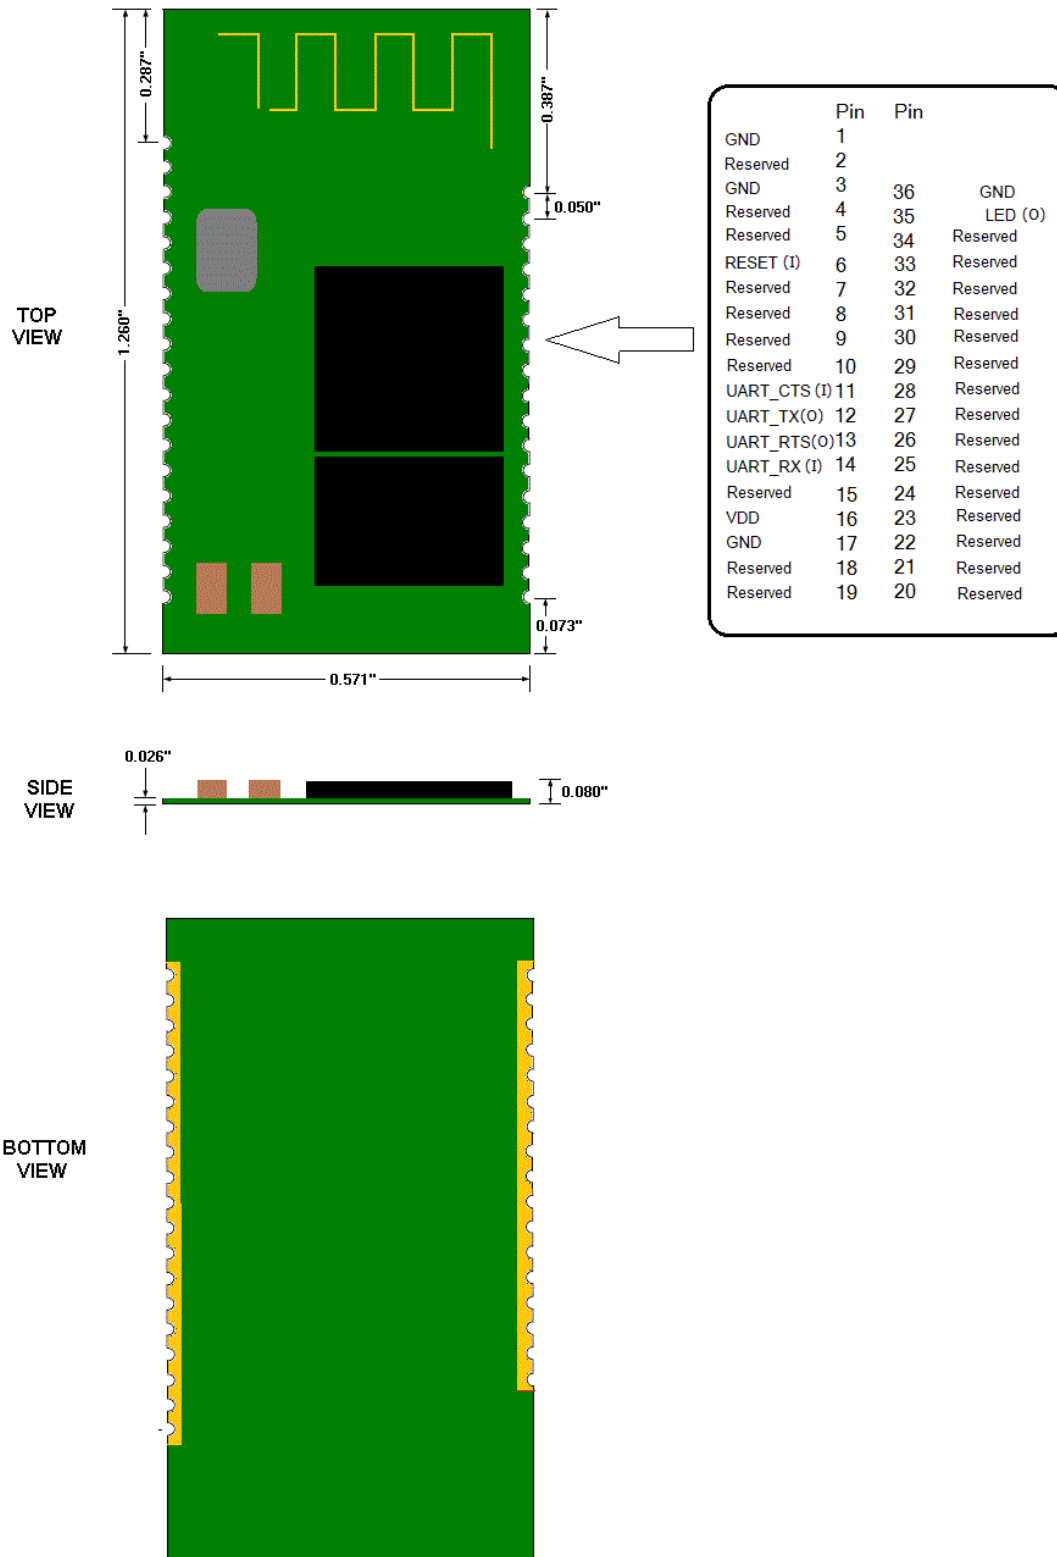 0.287"
0.387"
1.260"
0.050"
TOP
VIEW
0.073"
0.571"
Pin Pin
GND 1
Reserved 2
GND 3 36 GND
Reserved 4 35 LED (O)
Reserved 5 34 Reserved
RESET (I) 6 33 Reserved
Reserved 7 32 Reserved
Reserved 8 31 Reserved
Reserved 9 30 Reserved
Reserved 10 29 Reserved
UART_CTS (I) 11 28 Reserved
UART_TX(O) 12 27 Reserved
UART_RTS(O) 13 26 Reserved
UART_RX (I) 14 25 Reserved
Reserved 15 24 Reserved
VDD 16 23 Reserved
GND 17 22 Reserved
Reserved 18 21 Reserved
Reserved 19 20 Reserved
0.026"
SIDE
VIEW
0.080"
BOTTOM
VIEW